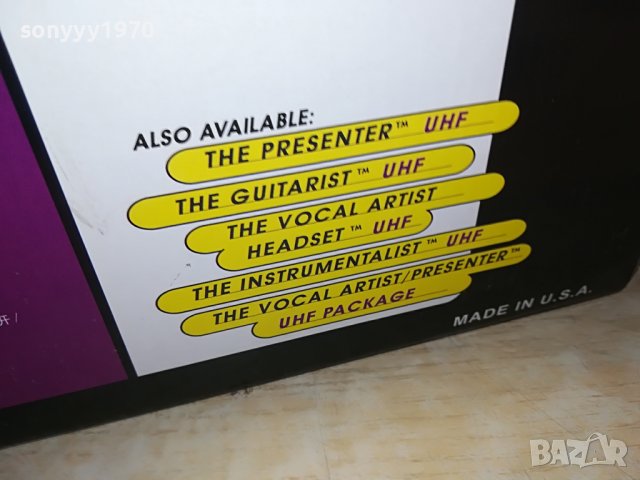 sonyyy1970
ALSO AVAILABLE:
THE PRESENTER™ UHF
THE GUITARIST™ UHF
THE VOCAL ARTIST
HEADSET™ UHF
THE INSTRUMENTALIST™ UHF
THE VOCAL ARTIST/PRESENTER™
UHF PACKAGE
MADE IN U.S.A.
BAZAR